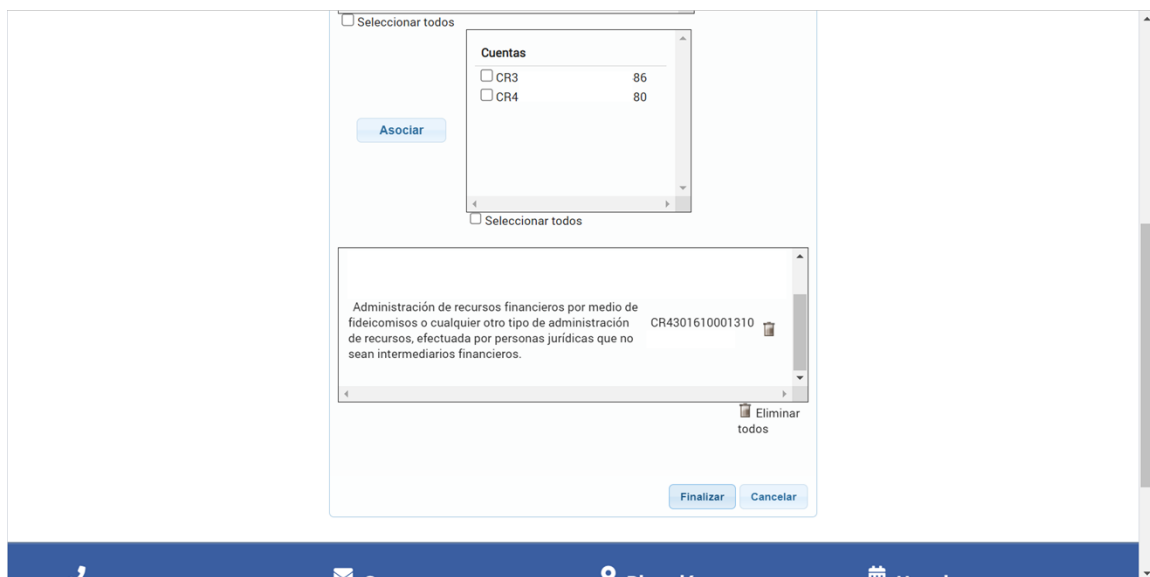 Seleccionar todos
Cuentas
CR3 86
CR4 80
Asociar
Seleccionar todos
Administración de recursos financieros por medio de
fideicomisos o cualquier otro tipo de administración
de recursos, efectuada por personas jurídicas que no
sean intermediarios financieros.
CR4301610001310
Eliminar
todos
Finalizar Cancelar